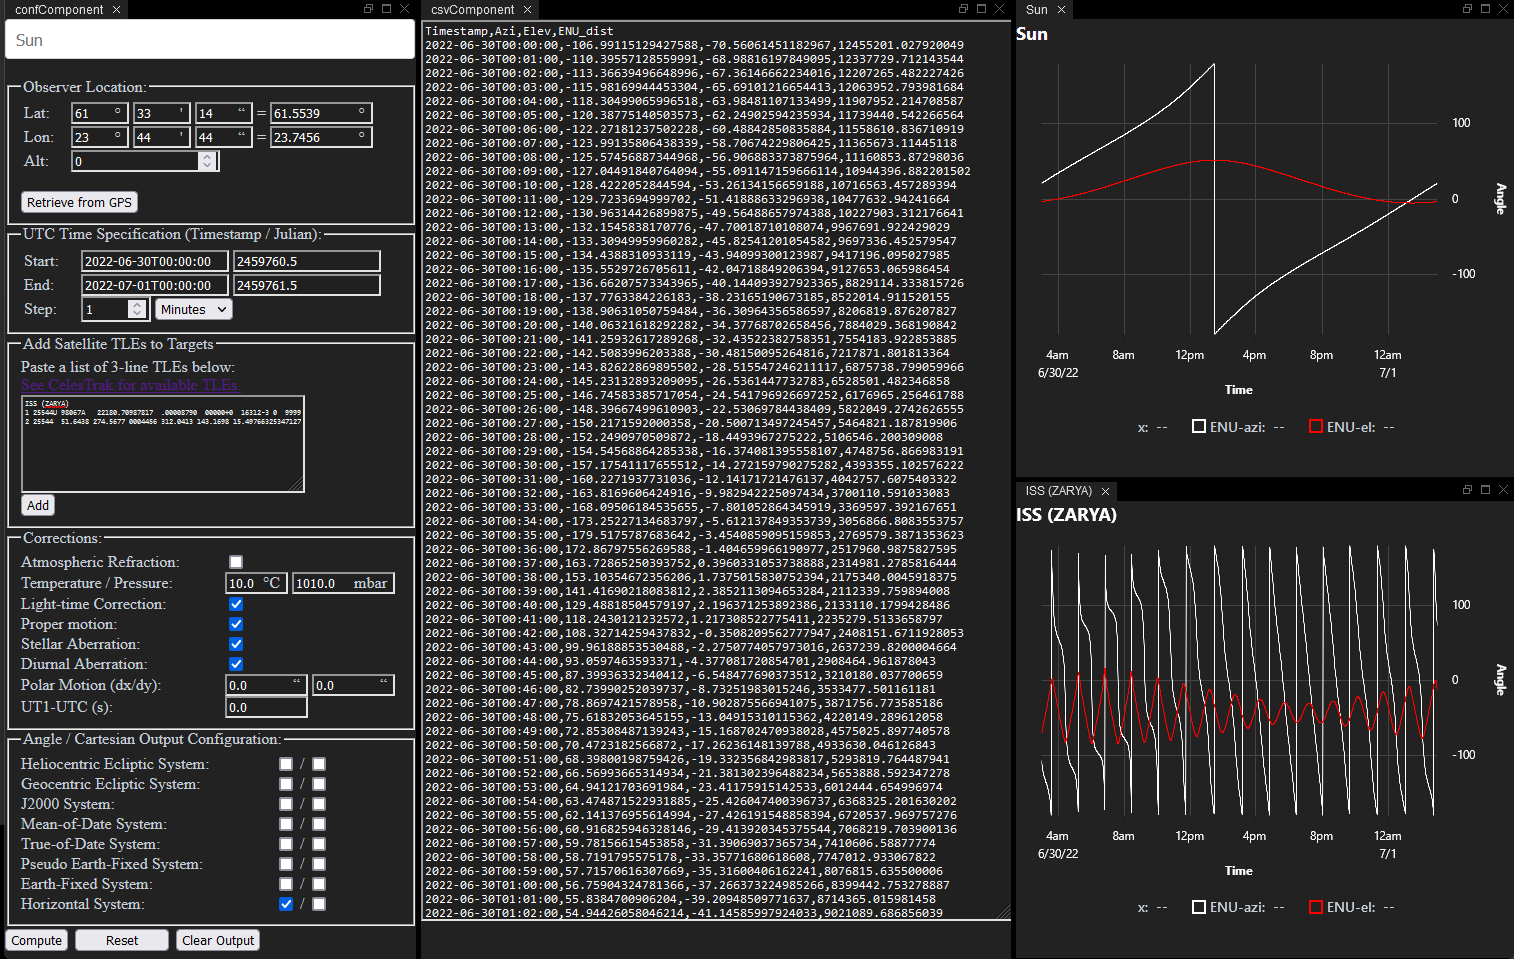 confComponent
Sun
Observer Location:
Lat: 61 ° 33 ' 14 “ = 61.5539 °
Lon: 23 ° 44 ' 44 “ = 23.7456 °
Alt: 0
Retrieve from GPS
UTC Time Specification (Timestamp / Julian):
Start: 2022-06-30T00:00:00 2459760.5
End: 2022-07-01T00:00:00 2459761.5
Step: 1 Minutes
Add Satellite TLEs to Targets
Paste a list of 3-line TLEs below:
See CelesTrak for available TLEs.
ISS (ZARYA)
1 25544U 98067A 22180.70987817 .00008790 00000+0 16312-3 0 9999
2 25544 51.6438 274.5677 0004456 312.0413 143.1698 15.49766325347127
Add
Corrections:
Atmospheric Refraction:
Temperature / Pressure: 10.0 °C 1010.0 mbar
Light-time Correction:
Proper motion:
Stellar Aberration:
Diurnal Aberration:
Polar Motion (dx/dy): 0.0 “ 0.0 “
UT1-UTC (s): 0.0
Angle / Cartesian Output Configuration:
Heliocentric Ecliptic System: /
Geocentric Ecliptic System: /
J2000 System: /
Mean-of-Date System: /
True-of-Date System: /
Pseudo Earth-Fixed System: /
Earth-Fixed System: /
Horizontal System: /
Compute Reset Clear Output
csvComponent
Timestamp,Azi,Elev,ENU_dist
2022-06-30T00:00:00,-106.99115129427588,-70.56061451182967,12455201.027920049
2022-06-30T00:01:00,-110.39557128559991,-68.98816197849095,12337729.712143544
2022-06-30T00:02:00,-113.36639496648996,-67.36146662234016,12207265.482227426
2022-06-30T00:03:00,-115.98169944453304,-65.69101216654413,12063952.793981684
2022-06-30T00:04:00,-118.30499065996518,-63.98481107133499,11907952.214708587
2022-06-30T00:05:00,-120.38775140503573,-62.24902594235934,11739440.542266564
2022-06-30T00:06:00,-122.27181237502228,-60.48842850835884,11558610.836710919
2022-06-30T00:07:00,-123.99135806438339,-58.70674229806425,11365673.11445118
2022-06-30T00:08:00,-125.57456887344968,-56.906883373875964,11160853.87298036
2022-06-30T00:09:00,-127.04491840764094,-55.091147159666114,10944396.882201502
2022-06-30T00:10:00,-128.4222052844594,-53.26134156659188,10716563.457289394
2022-06-30T00:11:00,-129.7233694999702,-51.41888633296938,10477632.94241664
2022-06-30T00:12:00,-130.96314426899875,-49.56488657974388,10227903.312176641
2022-06-30T00:13:00,-132.1545838170776,-47.70018710108074,9967691.922429029
2022-06-30T00:14:00,-133.30949959960282,-45.82541201054582,9697336.452579547
2022-06-30T00:15:00,-134.4388310933119,-43.94099300123987,9417196.095027985
2022-06-30T00:16:00,-135.5529726705611,-42.04718849206394,9127653.065986454
2022-06-30T00:17:00,-136.66207573343965,-40.144093927923365,8829114.333815726
2022-06-30T00:18:00,-137.7763384226183,-38.23165190673185,8522014.911520155
2022-06-30T00:19:00,-138.90631050759484,-36.30964356586597,8206819.876207827
2022-06-30T00:20:00,-140.06321618292282,-34.37768702658456,7884029.368190842
2022-06-30T00:21:00,-141.25932617289268,-32.43522382758351,7554183.922853885
2022-06-30T00:22:00,-142.5083996203388,-30.48150095264816,7217871.801813364
2022-06-30T00:23:00,-143.82622869895502,-28.515547246211117,6875738.799059966
2022-06-30T00:24:00,-145.23132893209095,-26.5361447732783,6528501.482346858
2022-06-30T00:25:00,-146.74583385717054,-24.541796926697252,6176965.256461788
2022-06-30T00:26:00,-148.39667499610903,-22.53069784438409,5822049.2742626555
2022-06-30T00:27:00,-150.2171592000358,-20.500713497245457,5464821.187819906
2022-06-30T00:28:00,-152.2490970509872,-18.4493967275222,5106546.200309008
2022-06-30T00:29:00,-154.54568864285338,-16.374081395558107,4748756.866983191
2022-06-30T00:30:00,-157.17541117655512,-14.272159790275282,4393355.102576222
2022-06-30T00:31:00,-160.2271937731036,-12.14171721476137,4042757.6075403322
2022-06-30T00:32:00,-163.8169606424916,-9.982942225097434,3700110.591033083
2022-06-30T00:33:00,-168.09506184535655,-7.801052864345919,3369597.392167651
2022-06-30T00:34:00,-173.25227134683797,-5.612137849353739,3056866.8083553757
2022-06-30T00:35:00,-179.5175787683642,-3.4540859095159853,2769579.3871353623
2022-06-30T00:36:00,172.86797556269588,-1.404659966190977,2517960.9875827595
2022-06-30T00:37:00,163.72865250393752,0.3960331053738888,2314981.2785816444
2022-06-30T00:38:00,153.10354672356206,1.7375015830752394,2175340.0045918375
2022-06-30T00:39:00,141.41690218083812,2.3852113094653284,2112339.759894008
2022-06-30T00:40:00,129.48818504579197,2.196371253892386,2133110.1799428486
2022-06-30T00:41:00,118.2430121232572,1.217308522775411,2235279.5133658797
2022-06-30T00:42:00,108.32714259437832,-0.3508209562777947,2408151.6711928053
2022-06-30T00:43:00,99.96188853530488,-2.2750774057973016,2637239.8200004664
2022-06-30T00:44:00,93.0597463593371,-4.377081720854701,2908464.961878043
2022-06-30T00:45:00,87.39936332340412,-6.548477690373512,3210180.037700659
2022-06-30T00:46:00,82.73990252039737,-8.73251983015246,3533477.501161181
2022-06-30T00:47:00,78.8697421578958,-10.902875566941075,3871756.773585186
2022-06-30T00:48:00,75.618320053645155,-13.04915310115362,4220149.289612058
2022-06-30T00:49:00,72.85308487139243,-15.168702470938028,4575025.897740578
2022-06-30T00:50:00,70.4723182566872,-17.26236148139788,4933630.046126843
2022-06-30T00:51:00,68.39800198759426,-19.332356842983817,5293819.764487941
2022-06-30T00:52:00,66.56993665314934,-21.381302396488234,5653888.592347278
2022-06-30T00:53:00,64.94121703691984,-23.41175915142533,6012444.654996974
2022-06-30T00:54:00,63.474871522931885,-25.426047400396737,6368325.201630202
2022-06-30T00:55:00,62.141376955614994,-27.426191548858394,6720537.969757276
2022-06-30T00:56:00,60.916825946328146,-29.413920345375544,7068219.703900136
2022-06-30T00:57:00,59.78156615453858,-31.39069037365734,7410606.58877774
2022-06-30T00:58:00,58.7191795575178,-33.35771680618608,7747012.933067822
2022-06-30T00:59:00,57.71570616307669,-35.31600406162241,8076815.635500006
2022-06-30T01:00:00,56.75904324781366,-37.266373224985266,8399442.753278887
2022-06-30T01:01:00,55.8384700906204,-39.20948509771637,8714365.015981458
2022-06-30T01:02:00,54.94426058046214,-41.14585997924033,9021089.686856039
Sun
Sun
100
0
-100
Angle
4am 8am 12pm 4pm 8pm 12am
6/30/22 7/1
Time
x: -- ENU-azi: -- ENU-el: --
ISS (ZARYA)
ISS (ZARYA)
100
0
-100
Angle
4am 8am 12pm 4pm 8pm 12am
6/30/22 7/1
Time
x: -- ENU-azi: -- ENU-el: --